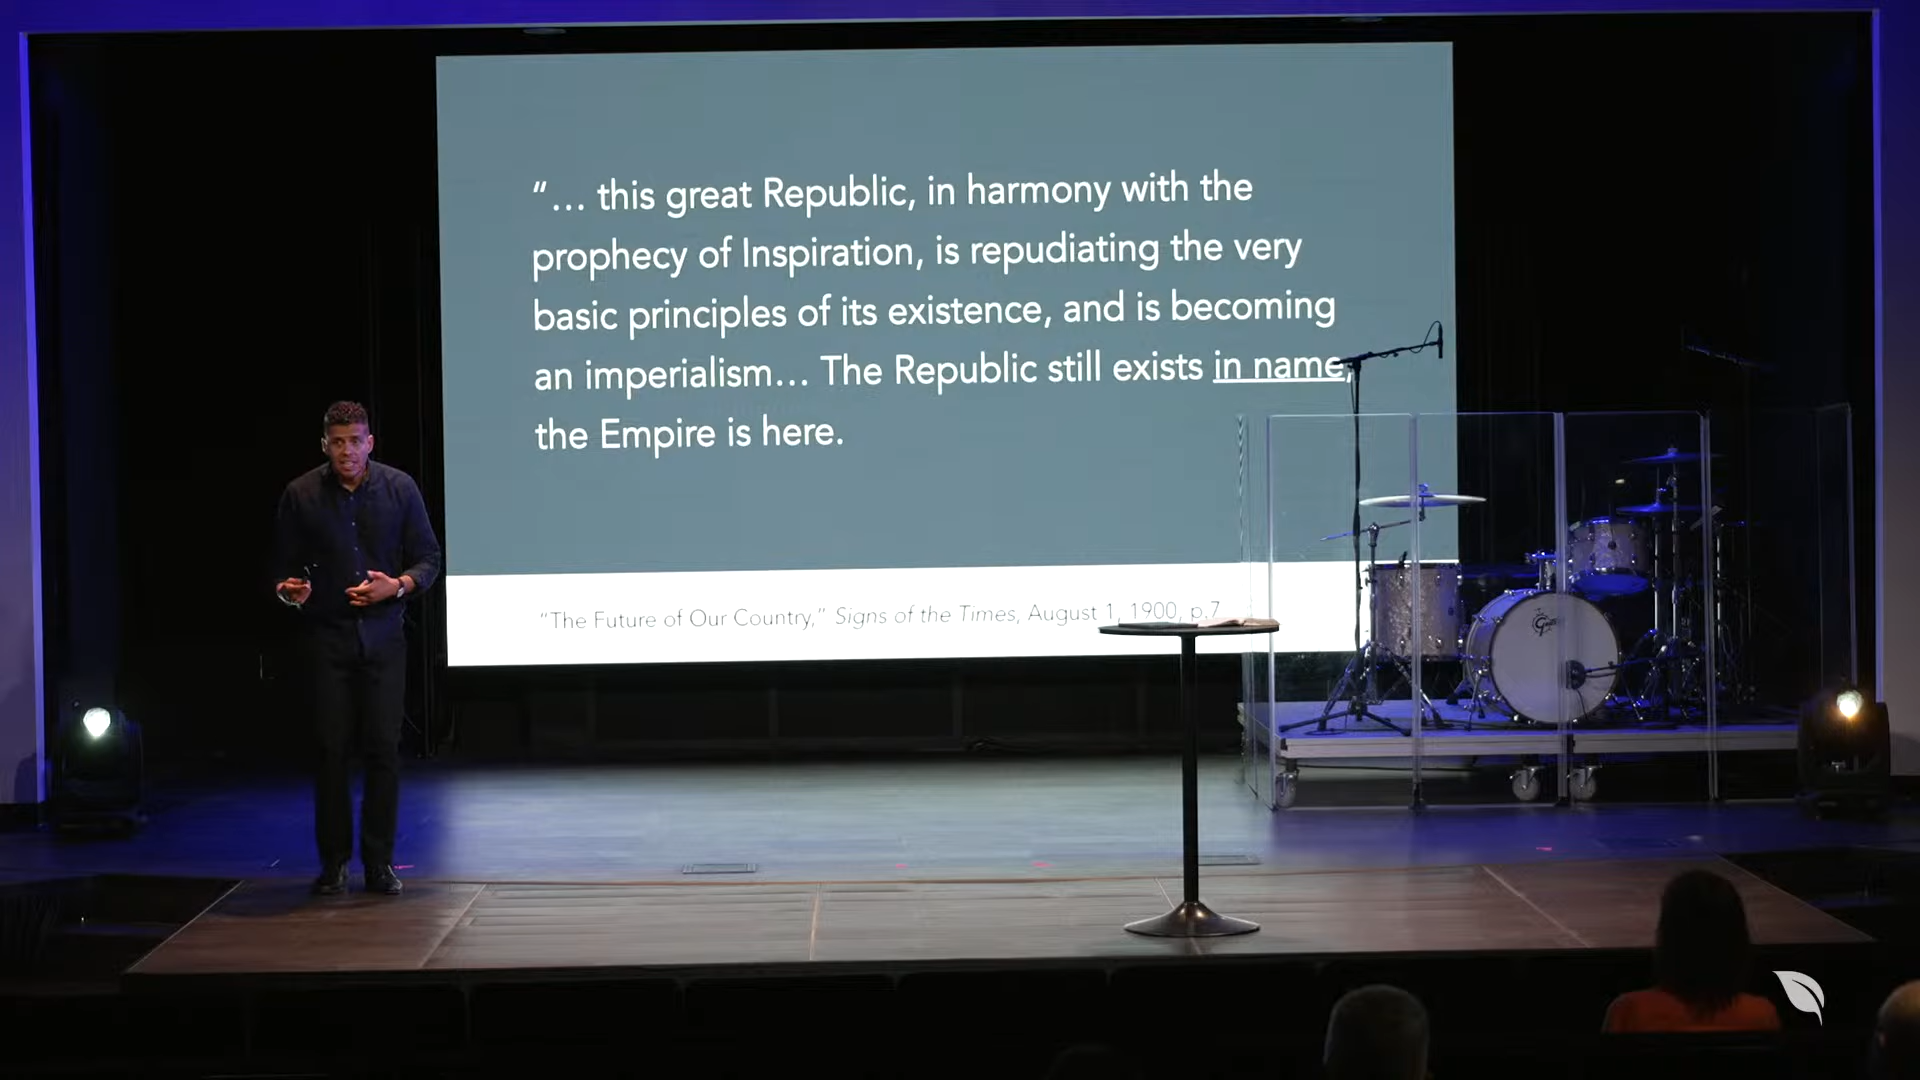 “… this great Republic, in harmony with the
prophecy of Inspiration, is repudiating the very
basic principles of its existence, and is becoming
an imperialism… The Republic still exists in name,
the Empire is here.
“The Future of Our Country,” Signs of the Times, August 1, 1900, p.7
Gretsch